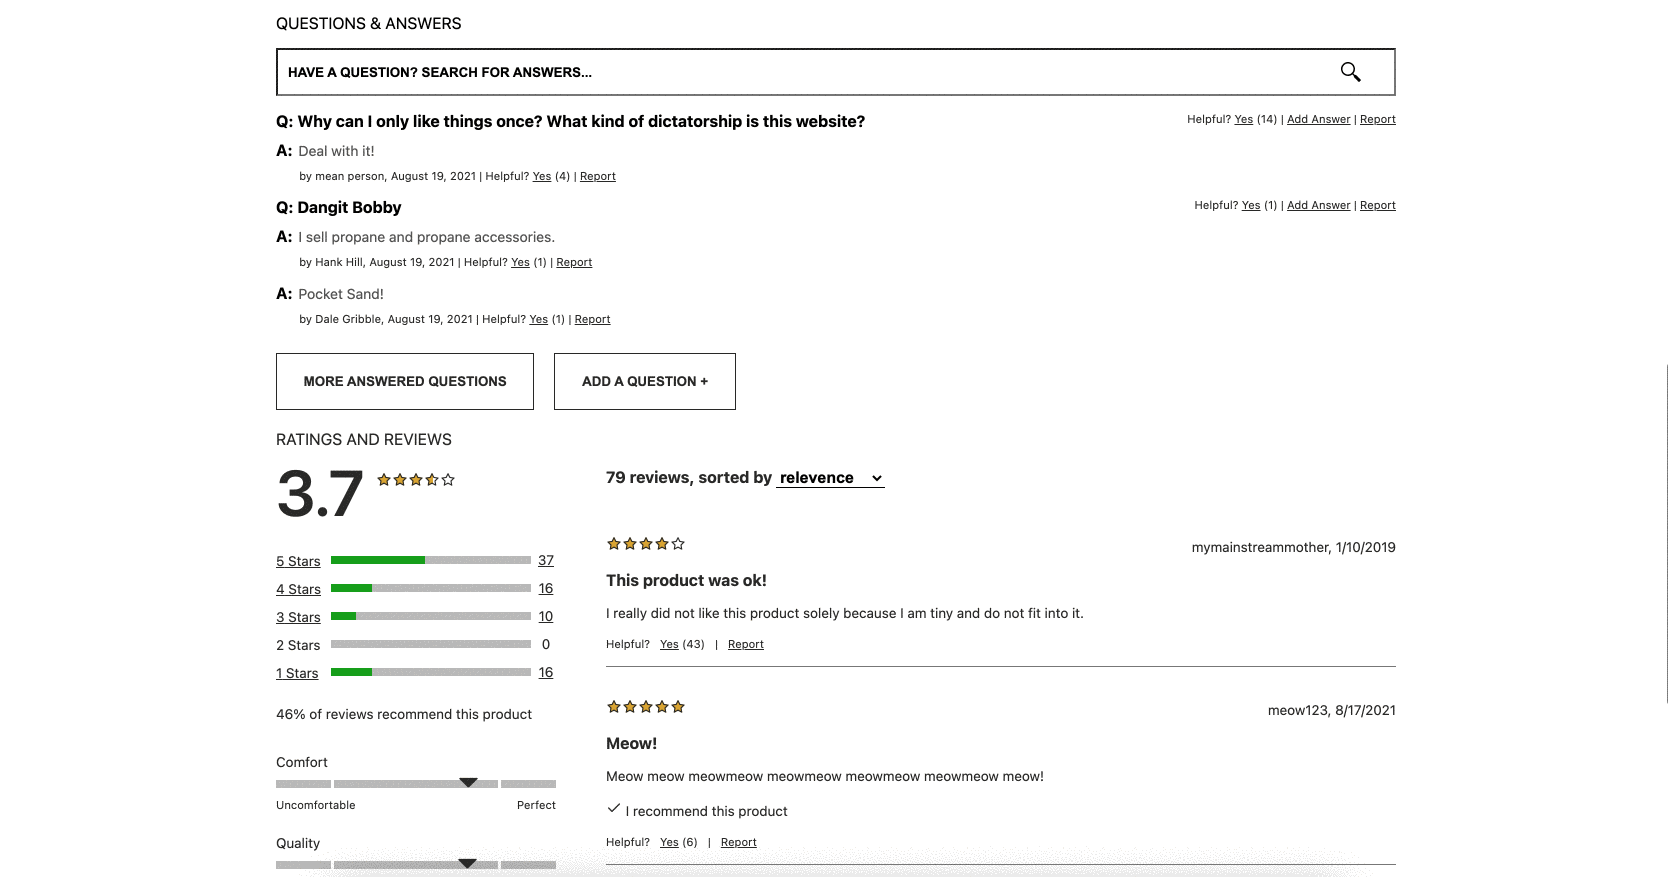 QUESTIONS & ANSWERS
HAVE A QUESTION? SEARCH FOR ANSWERS...
Q: Why can I only like things once? What kind of dictatorship is this website?
Helpful? Yes (14) | Add Answer | Report
A: Deal with it!
by mean person, August 19, 2021 | Helpful? Yes (4) | Report
Q: Dangit Bobby
Helpful? Yes (1) | Add Answer | Report
A: I sell propane and propane accessories.
by Hank Hill, August 19, 2021 | Helpful? Yes (1) | Report
A: Pocket Sand!
by Dale Gribble, August 19, 2021 | Helpful? Yes (1) | Report
MORE ANSWERED QUESTIONS
ADD A QUESTION +
RATINGS AND REVIEWS
3.7
5 Stars 37
4 Stars 16
3 Stars 10
2 Stars 0
1 Stars 16
46% of reviews recommend this product
Comfort
Uncomfortable Perfect
Quality
79 reviews, sorted by relevence
mymainstreammother, 1/10/2019
This product was ok!
I really did not like this product solely because I am tiny and do not fit into it.
Helpful? Yes (43) | Report
meow123, 8/17/2021
Meow!
Meow meow meowmeow meowmeow meowmeow meowmeow meow!
I recommend this product
Helpful? Yes (6) | Report